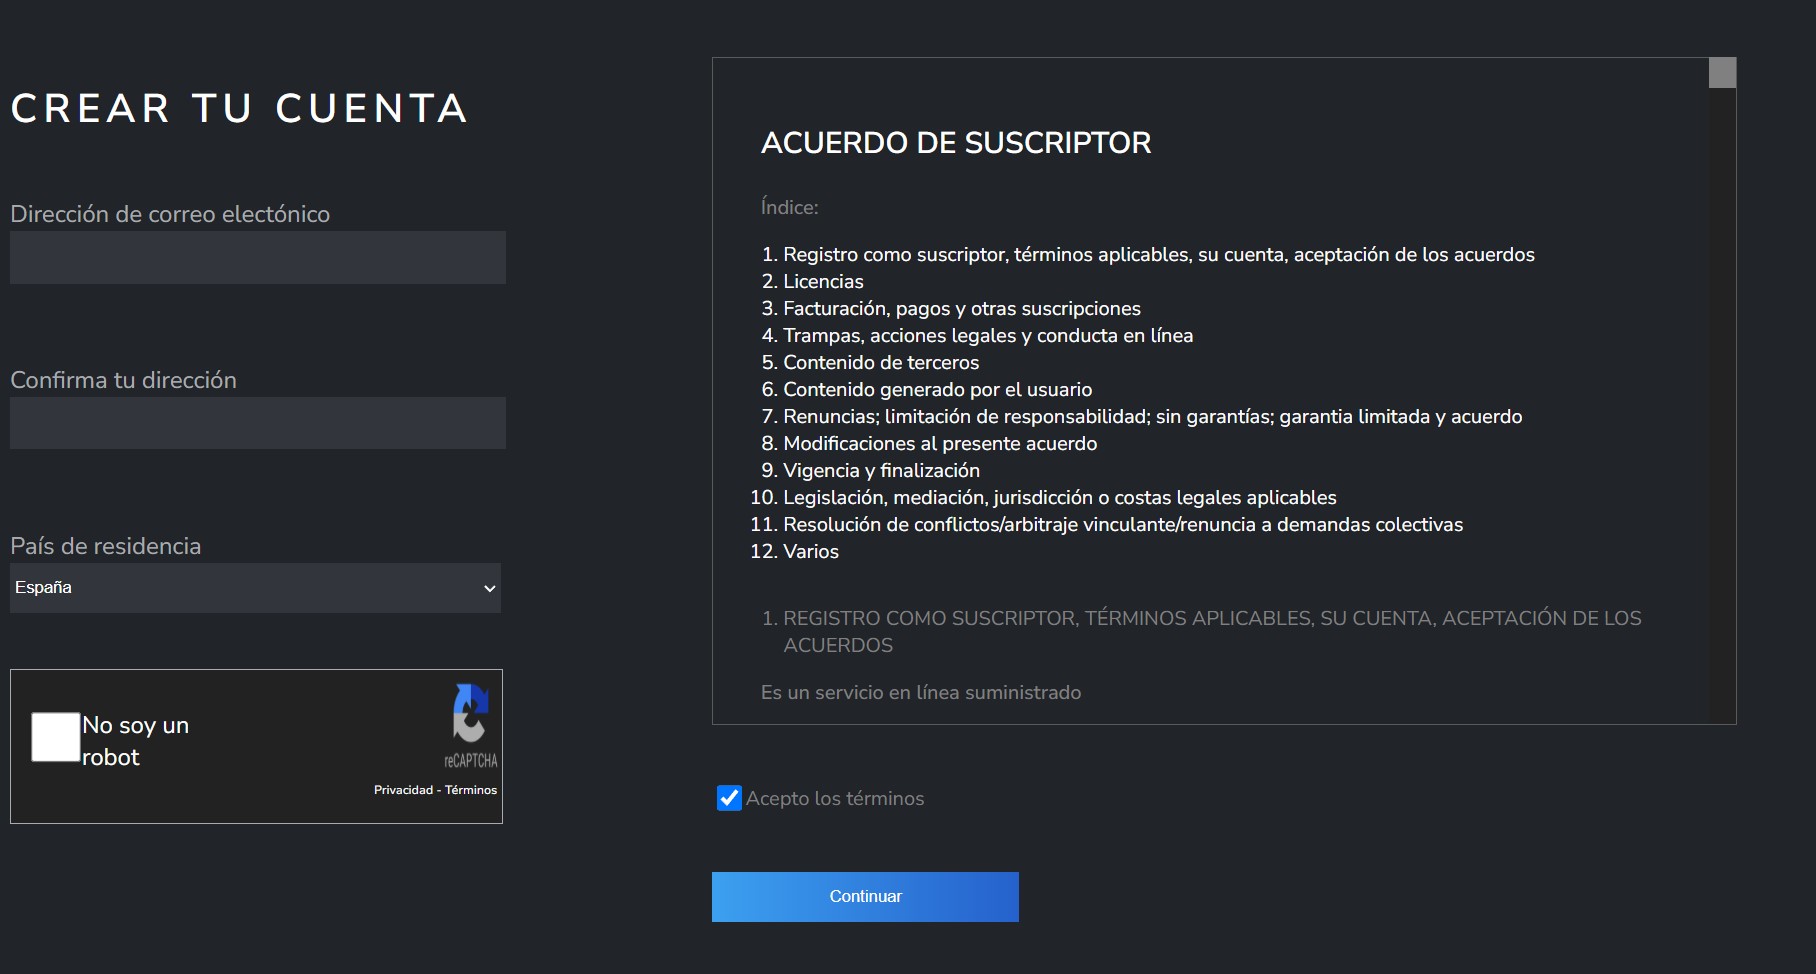 CREAR TU CUENTA
Dirección de correo electónico
Confirma tu dirección
País de residencia
España
No soy un
robot
reCAPTCHA
Privacidad - Términos
ACUERDO DE SUSCRIPTOR
Índice:
1. Registro como suscriptor, términos aplicables, su cuenta, aceptación de los acuerdos
2. Licencias
3. Facturación, pagos y otras suscripciones
4. Trampas, acciones legales y conducta en línea
5. Contenido de terceros
6. Contenido generado por el usuario
7. Renuncias; limitación de responsabilidad; sin garantías; garantia limitada y acuerdo
8. Modificaciones al presente acuerdo
9. Vigencia y finalización
10. Legislación, mediación, jurisdicción o costas legales aplicables
11. Resolución de conflictos/arbitraje vinculante/renuncia a demandas colectivas
12. Varios
1. REGISTRO COMO SUSCRIPTOR, TÉRMINOS APLICABLES, SU CUENTA, ACEPTACIÓN DE LOS
ACUERDOS
Es un servicio en línea suministrado
Acepto los términos
Continuar